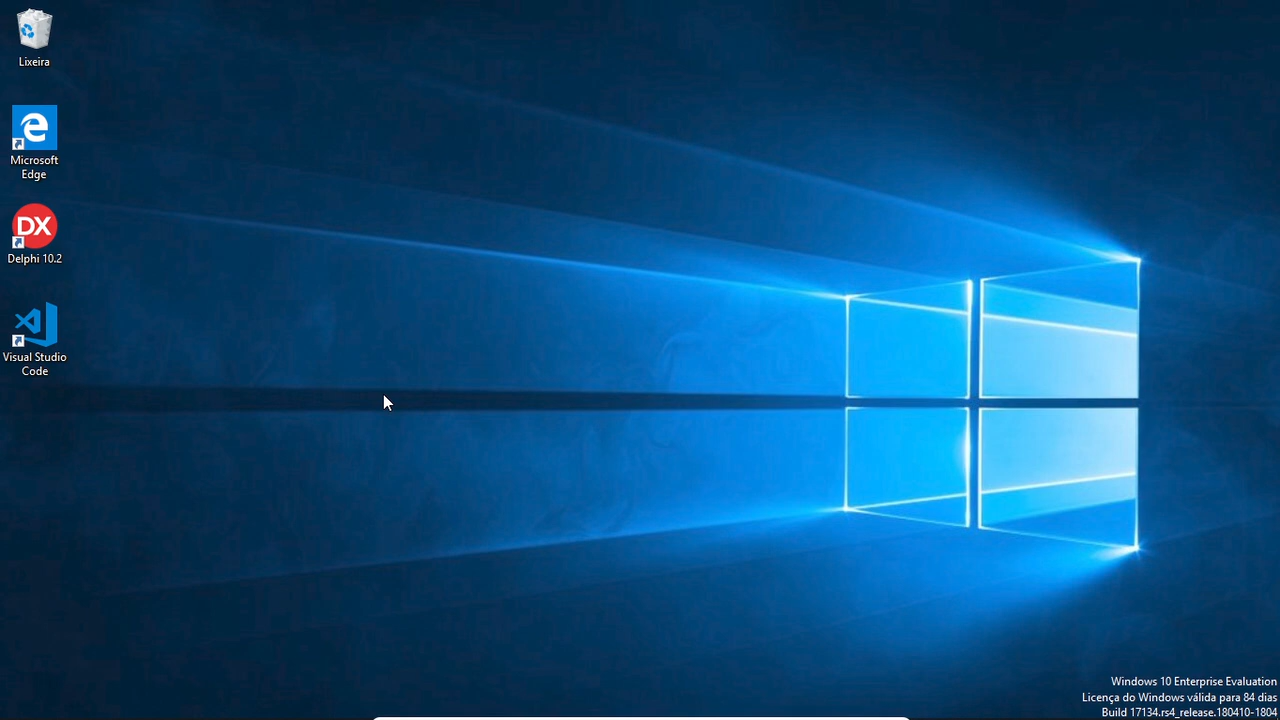 Lixeira
Microsoft
Edge
DX
Delphi 10.2
Visual Studio
Code
Windows 10 Enterprise Evaluation
Licença do Windows válida para 84 dias
Build 17134.rs4_release.180410-1804